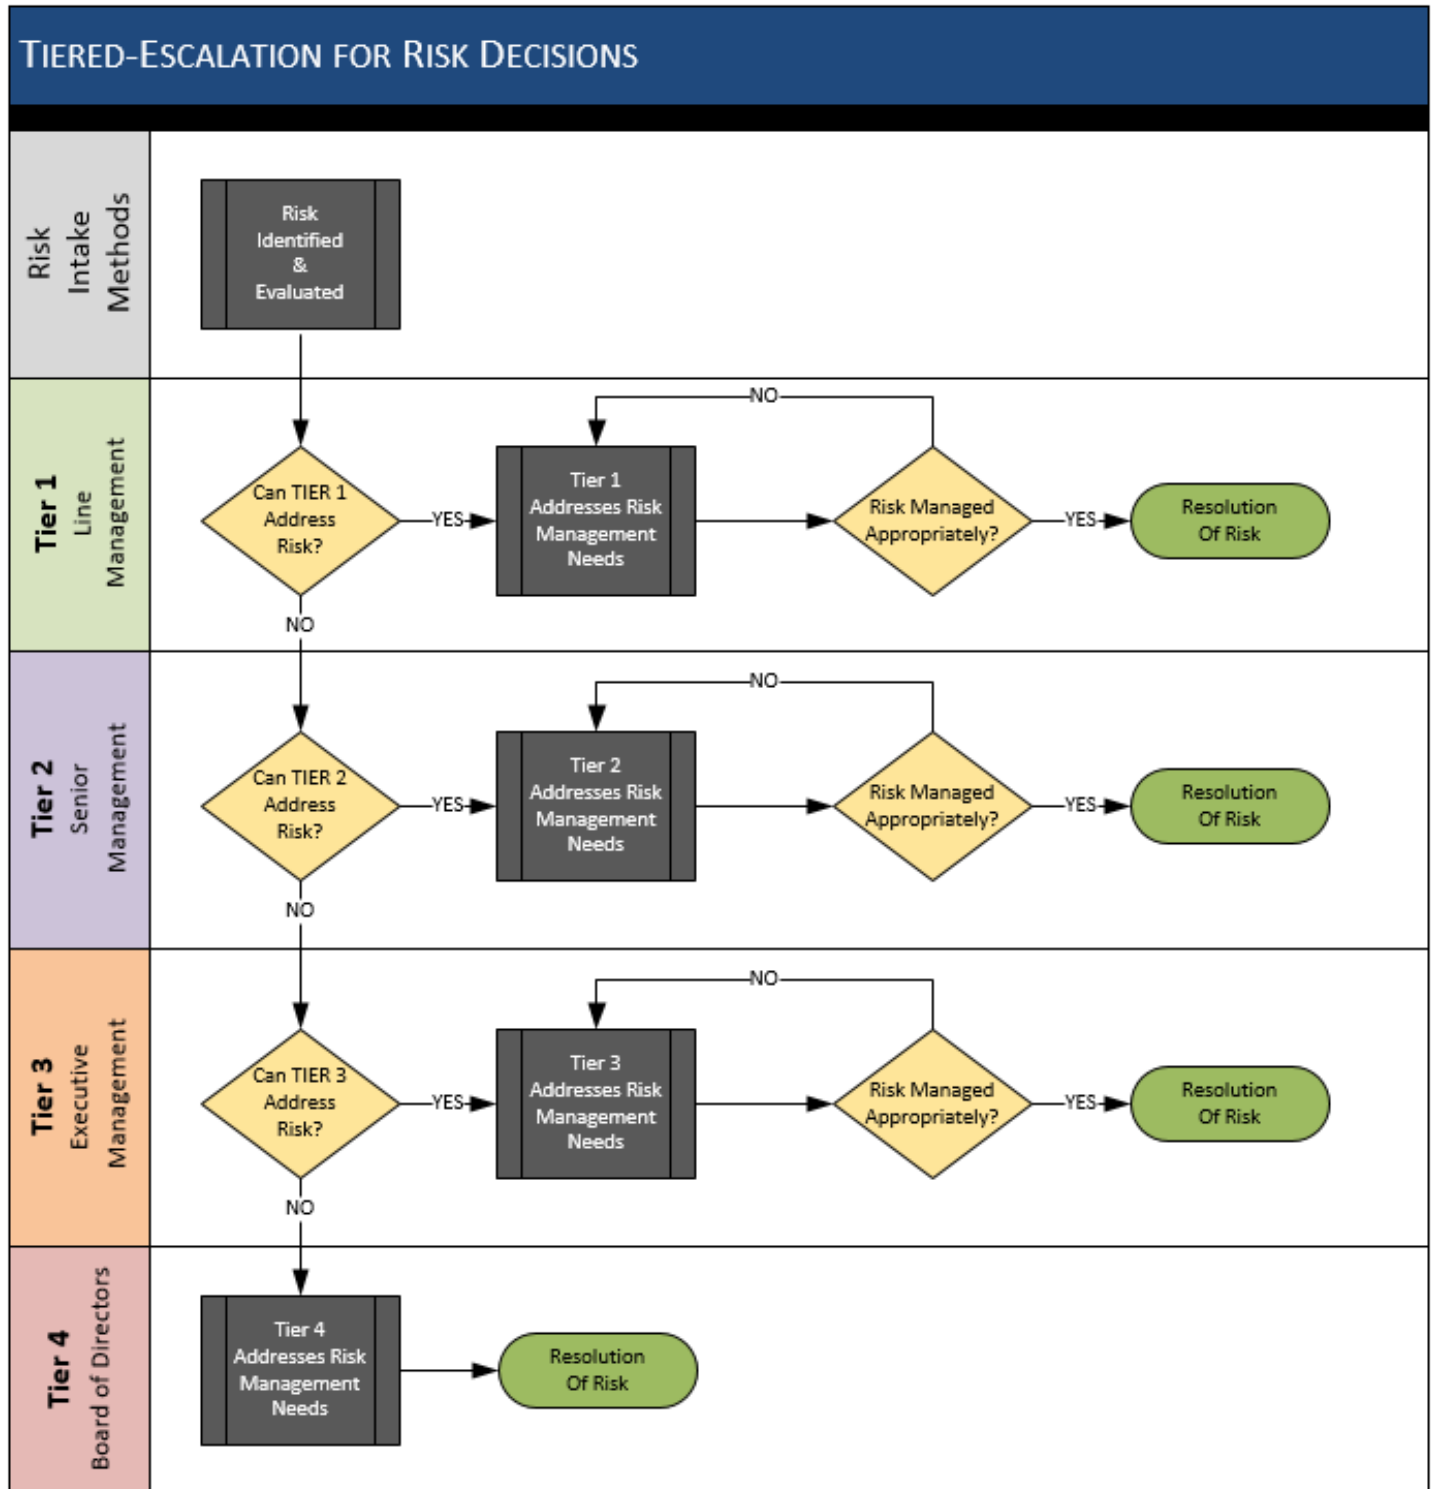 TIERED-ESCALATION FOR RISK DECISIONS
Risk
Intake
Methods
Risk
Identified
&
Evaluated
Tier 1
Line
Management
Can TIER 1
Address
Risk?
YES
NO
Tier 1
Addresses Risk
Management
Needs
NO
Risk Managed
Appropriately?
YES
Resolution
Of Risk
Tier 2
Senior
Management
Can TIER 2
Address
Risk?
YES
NO
Tier 2
Addresses Risk
Management
Needs
NO
Risk Managed
Appropriately?
YES
Resolution
Of Risk
Tier 3
Executive
Management
Can TIER 3
Address
Risk?
YES
NO
Tier 3
Addresses Risk
Management
Needs
NO
Risk Managed
Appropriately?
YES
Resolution
Of Risk
Tier 4
Board of Directors
Tier 4
Addresses Risk
Management
Needs
Resolution
Of Risk